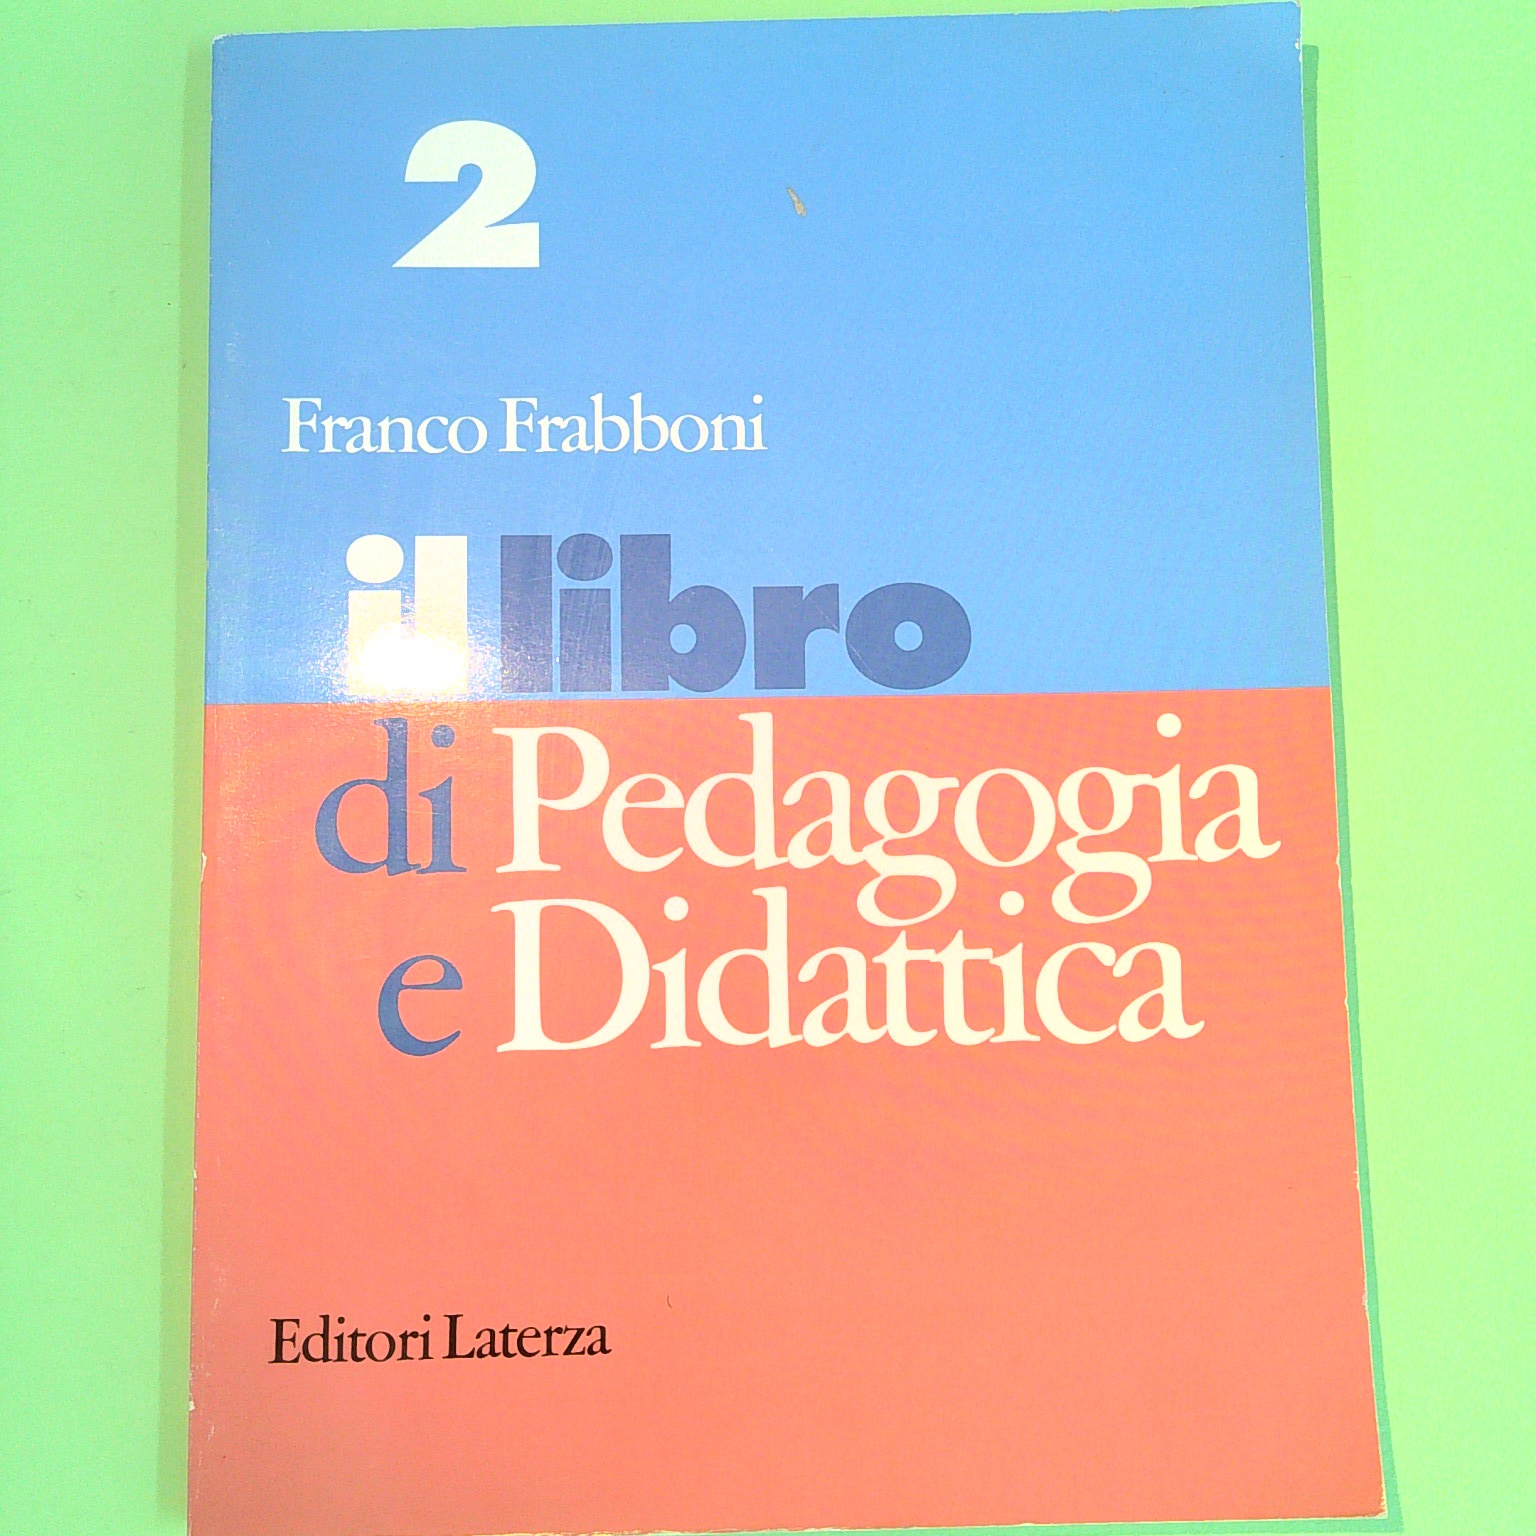 2
Franco Frabboni
il libro
di Pedagogia
e Didattica
Editori Laterza